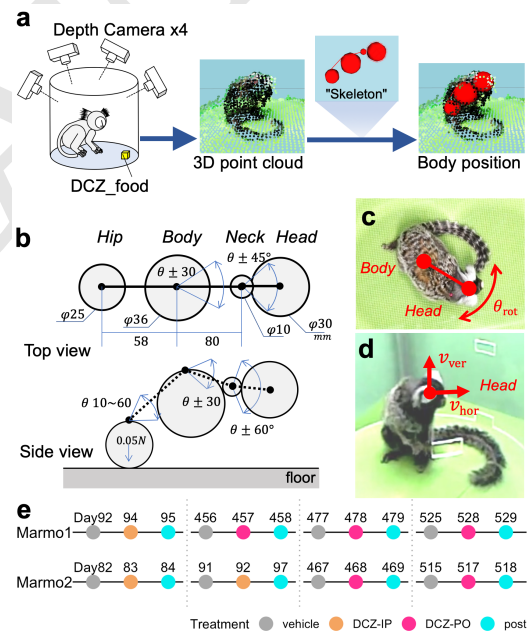 a
Depth Camera x4
DCZ_food
3D point cloud
"Skeleton"
Body position
b
Hip Body Neck Head
θ ± 45°
θ ± 30
φ25
φ36
58
80
φ10
φ30
mm
Top view
θ 10~60
θ ± 30
θ ± 60°
0.05N
Side view
floor
c
Body
Head
θrot
d
vver
Head
vhor
e
Day92 94 95 456 457 458 477 478 479 525 528 529
Marmo1
Day82 83 84 91 92 97 467 468 469 515 517 518
Marmo2
Treatment vehicle DCZ-IP DCZ-PO post